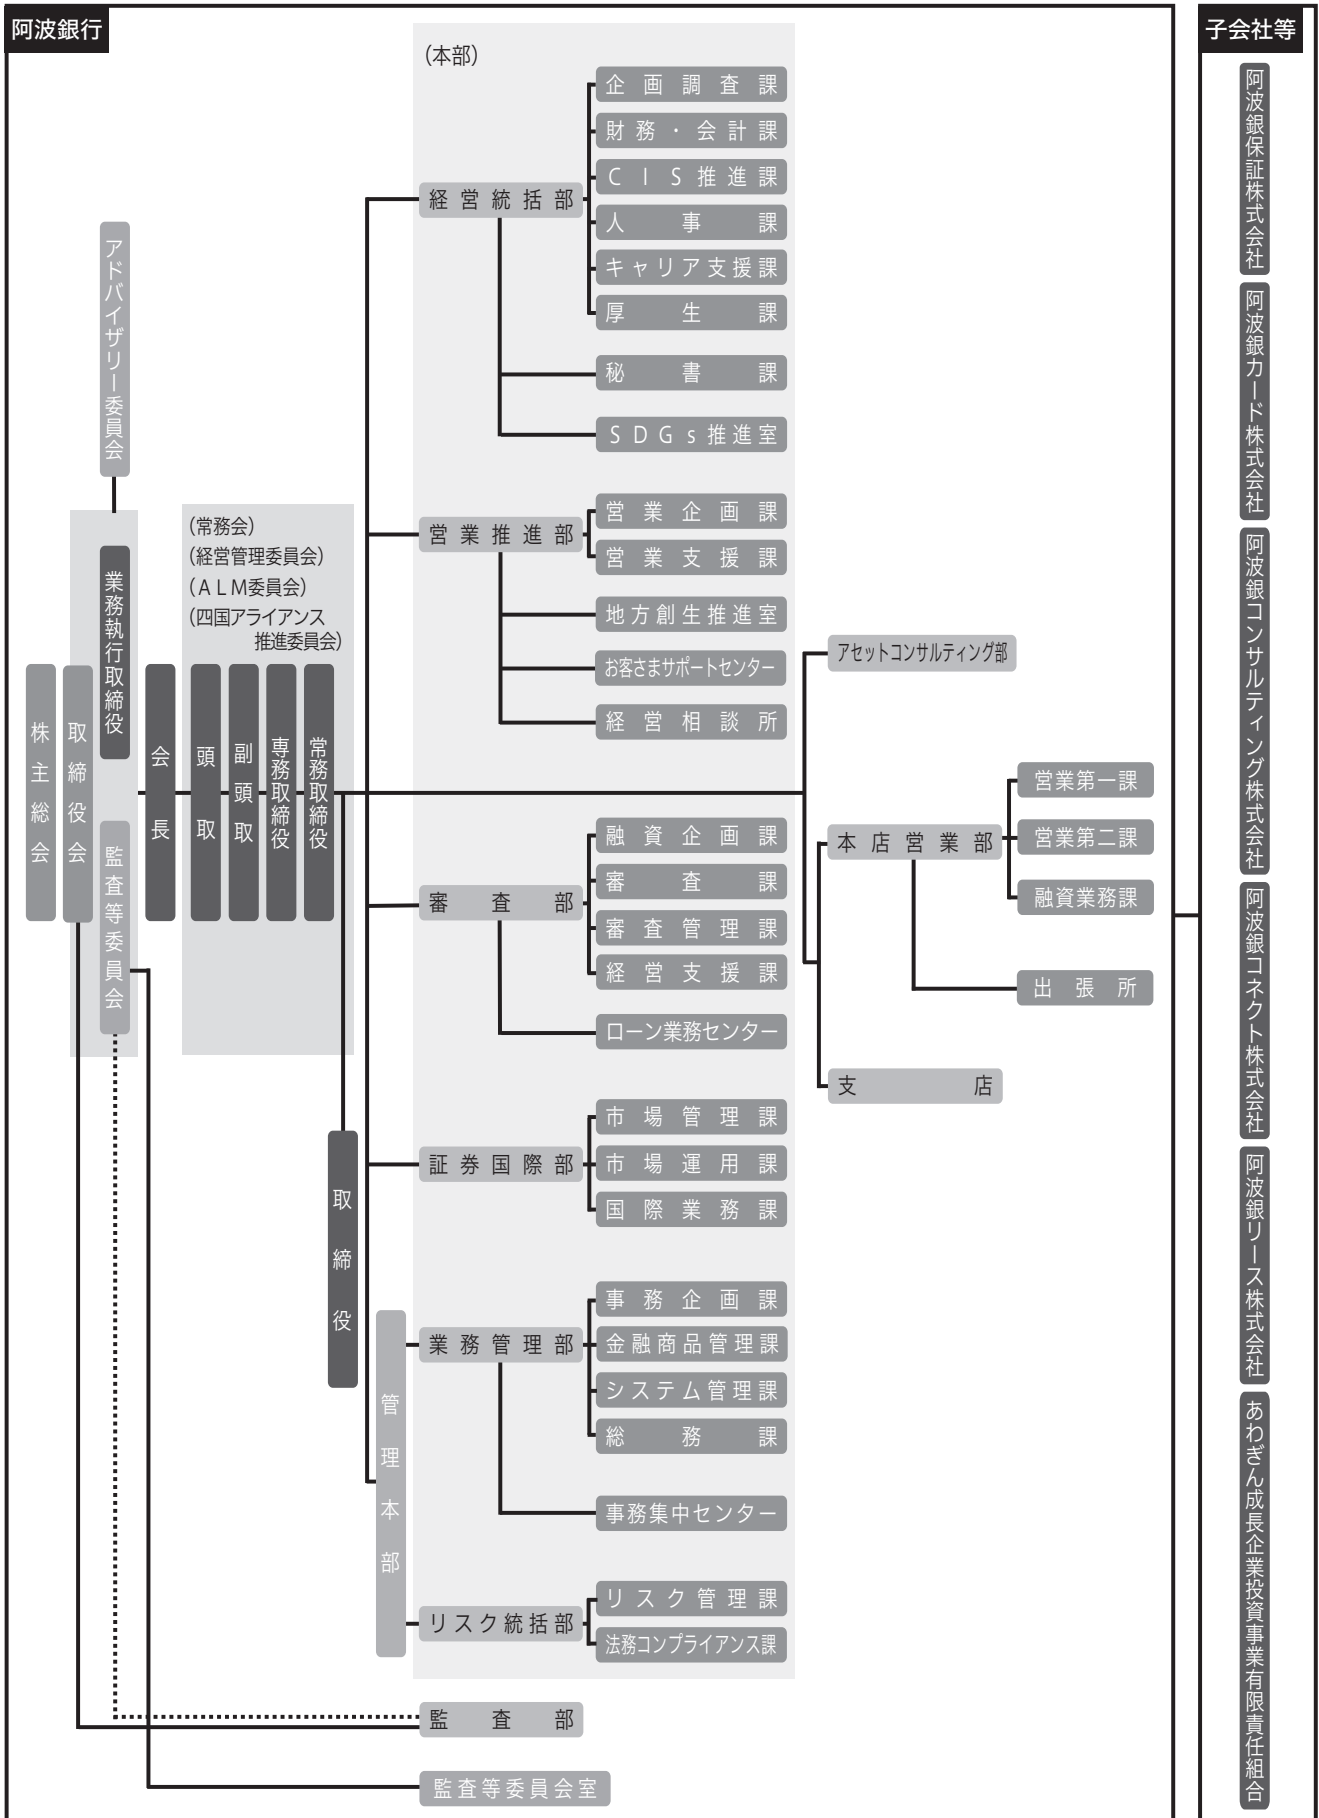 阿波銀行
子会社等
(本部)
アドバイザリー委員会
株主総会
取締役会
業務執行取締役
監査等委員会
会長
(常務会)
(経営管理委員会)
(ＡＬＭ委員会)
(四国アライアンス
推進委員会)
頭取
副頭取
専務取締役
常務取締役
取締役
管理本部
経営統括部
企画調査課
財務・会計課
ＣＩＳ推進課
人事課
キャリア支援課
厚生課
秘書課
ＳＤＧｓ推進室
営業推進部
営業企画課
営業支援課
地方創生推進室
お客さまサポートセンター
経営相談所
審査部
融資企画課
審査課
審査管理課
経営支援課
ローン業務センター
証券国際部
市場管理課
市場運用課
国際業務課
業務管理部
事務企画課
金融商品管理課
システム管理課
総務課
事務集中センター
リスク統括部
リスク管理課
法務コンプライアンス課
監査部
監査等委員会室
アセットコンサルティング部
本店営業部
営業第一課
営業第二課
融資業務課
出張所
支店
阿波銀保証株式会社
阿波銀カード株式会社
阿波銀コンサルティング株式会社
阿波銀コネクト株式会社
阿波銀リース株式会社
あわぎん成長企業投資事業有限責任組合